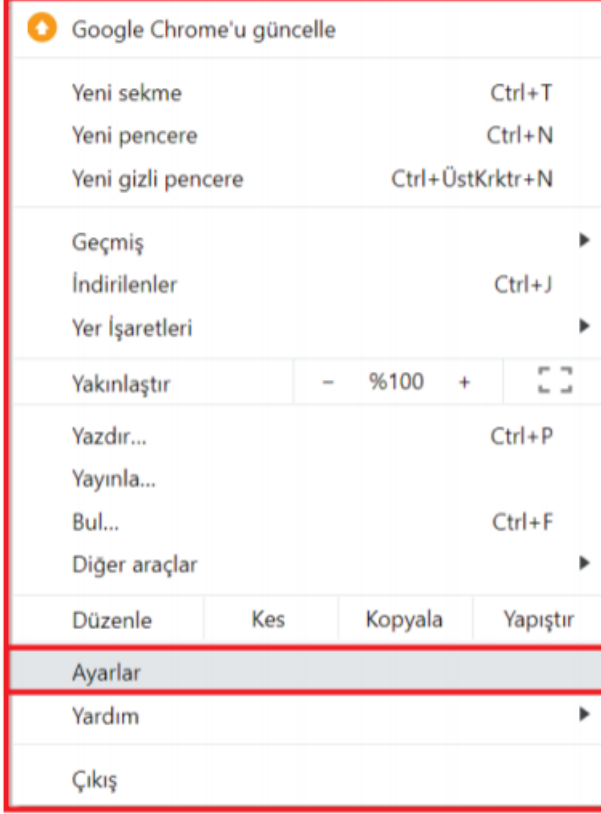 Google Chrome'u güncelle
Yeni sekme Ctrl+T
Yeni pencere Ctrl+N
Yeni gizli pencere Ctrl+ÜstKrktr+N
Geçmiş
İndirilenler Ctrl+J
Yer İşaretleri
Yakınlaştır − %100 +
Yazdır... Ctrl+P
Yayınla...
Bul... Ctrl+F
Diğer araçlar
Düzenle Kes Kopyala Yapıştır
Ayarlar
Yardım
Çıkış